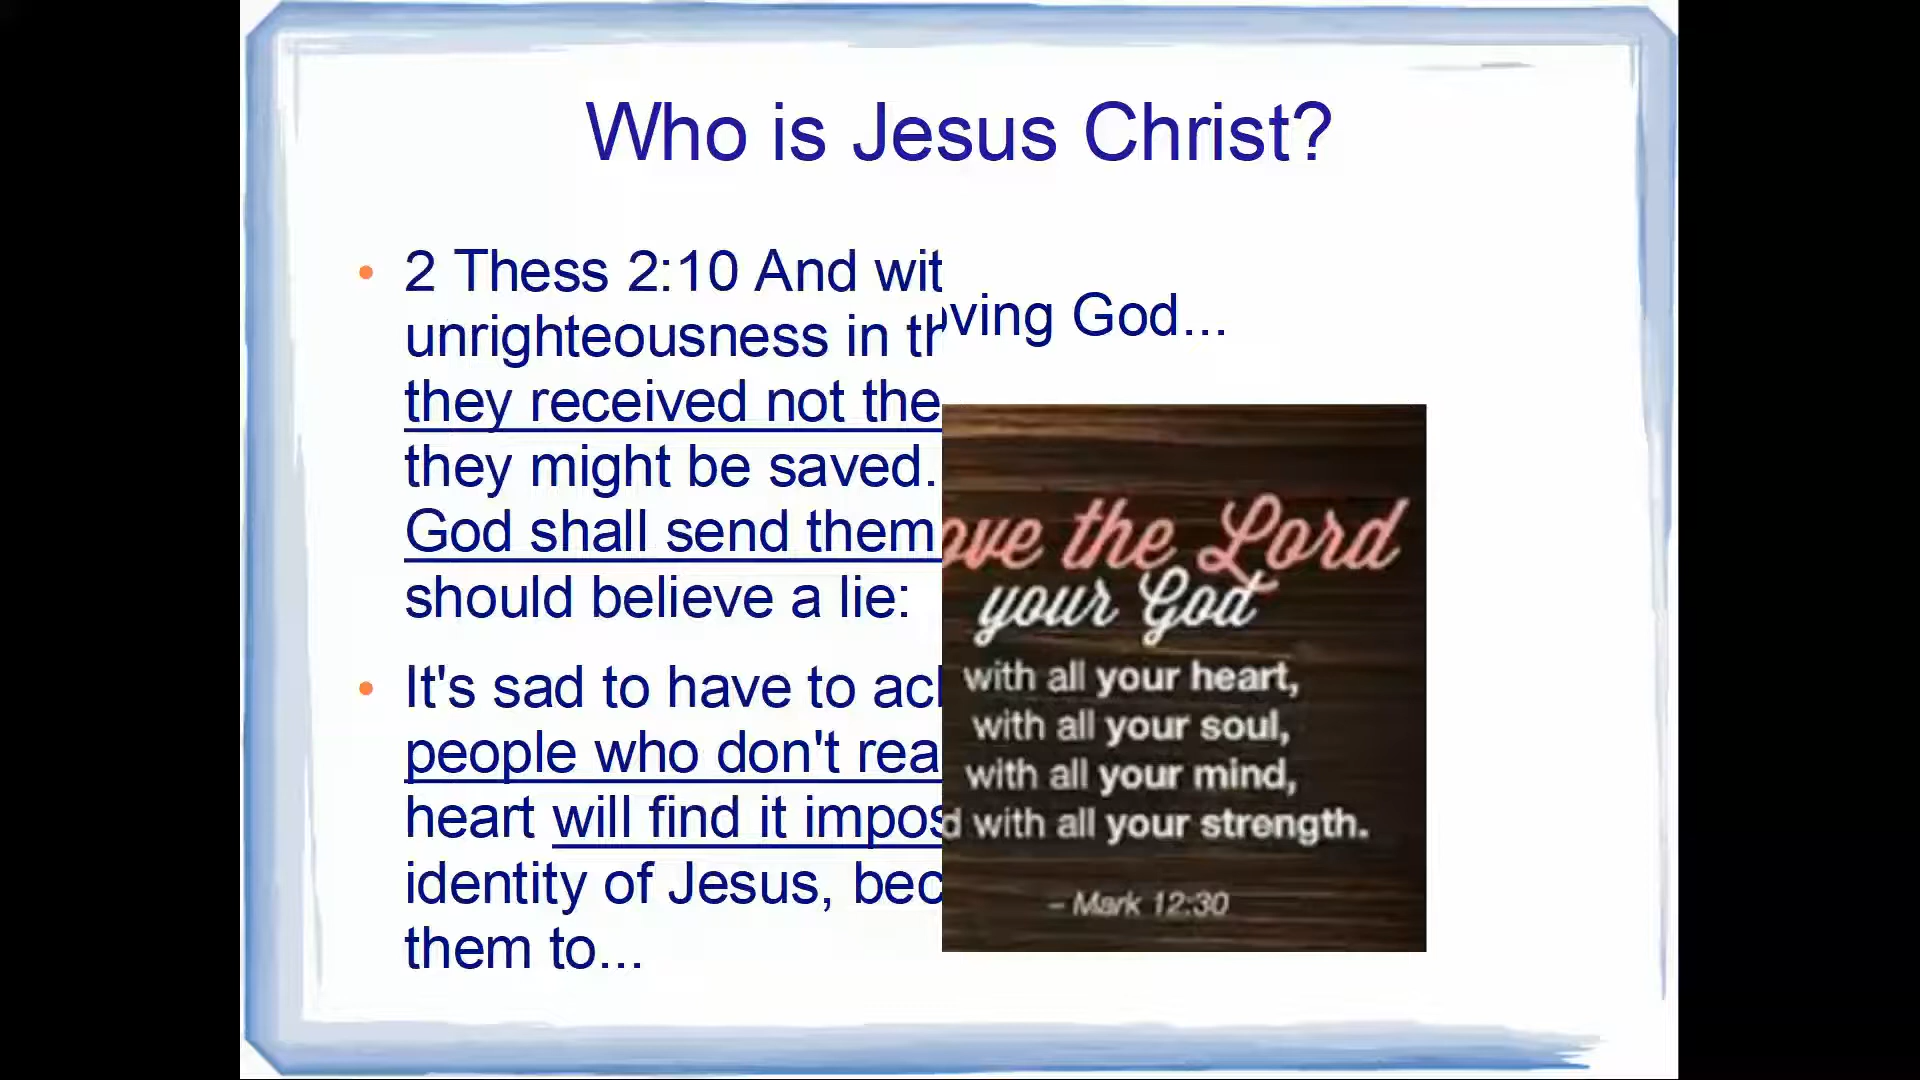 Who is Jesus Christ?
• 2 Thess 2:10 And wit
unrighteousness in th
they received not the
they might be saved.
God shall send them
should believe a lie:
• It's sad to have to ack
people who don't rea
heart will find it impos
identity of Jesus, bec
them to...
ving God...
ove the Lord
your God
with all your heart,
with all your soul,
with all your mind,
d with all your strength.
– Mark 12:30